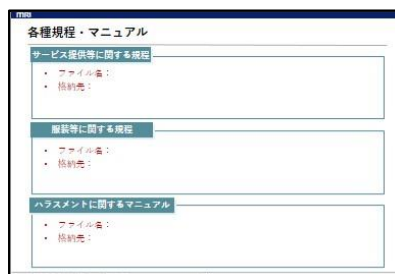 mRI
各種規程・マニュアル
サービス提供等に関する規程
• ファイル名：
• 格納先：
服装等に関する規程
• ファイル名：
• 格納先：
ハラスメントに関するマニュアル
• ファイル名：
• 格納先：